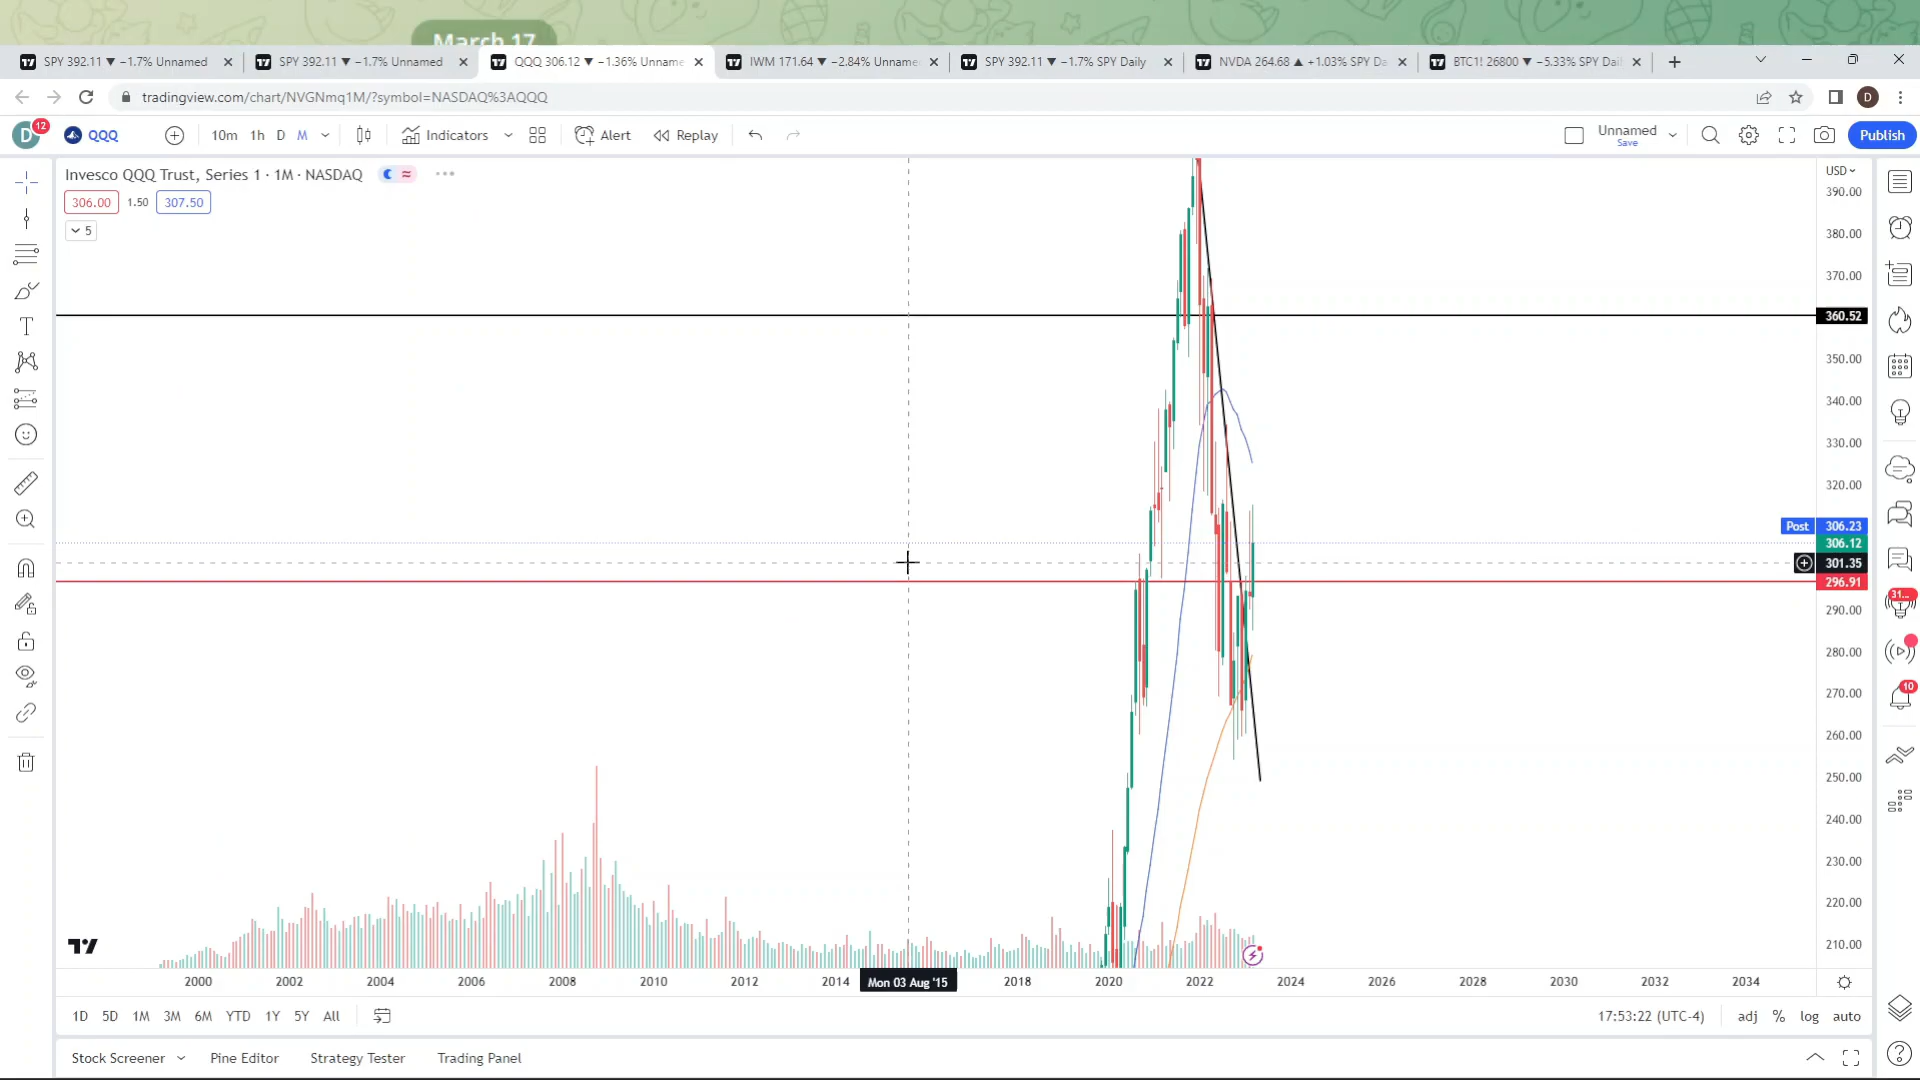 March 17
SPY 392.11 ▼ −1.7% Unnamed
SPY 392.11 ▼ −1.7% Unnamed
QQQ 306.12 ▼ −1.36% Unname
IWM 171.64 ▼ −2.84% Unname
SPY 392.11 ▼ −1.7% SPY Daily
NVDA 264.68 ▲ +1.03% SPY Da
BTC1! 26800 ▼ −5.33% SPY Dai
tradingview.com/chart/NVGNmq1M/?symbol=NASDAQ%3AQQQ
D
D 12
QQQ
10m 1h D M
Indicators
Alert
Replay
Unnamed
Save
Publish
Invesco QQQ Trust, Series 1 · 1M · NASDAQ
306.00 1.50 307.50
5
USD
390.00
380.00
370.00
360.52
350.00
340.00
330.00
320.00
Post 306.23
306.12
301.35
296.91
290.00
280.00
270.00
260.00
250.00
240.00
230.00
220.00
210.00
31...
10
2000 2002 2004 2006 2008 2010 2012 2014 Mon 03 Aug '15 2018 2020 2022 2024 2026 2028 2030 2032 2034
1D 5D 1M 3M 6M YTD 1Y 5Y All
17:53:22 (UTC-4) adj % log auto
Stock Screener Pine Editor Strategy Tester Trading Panel